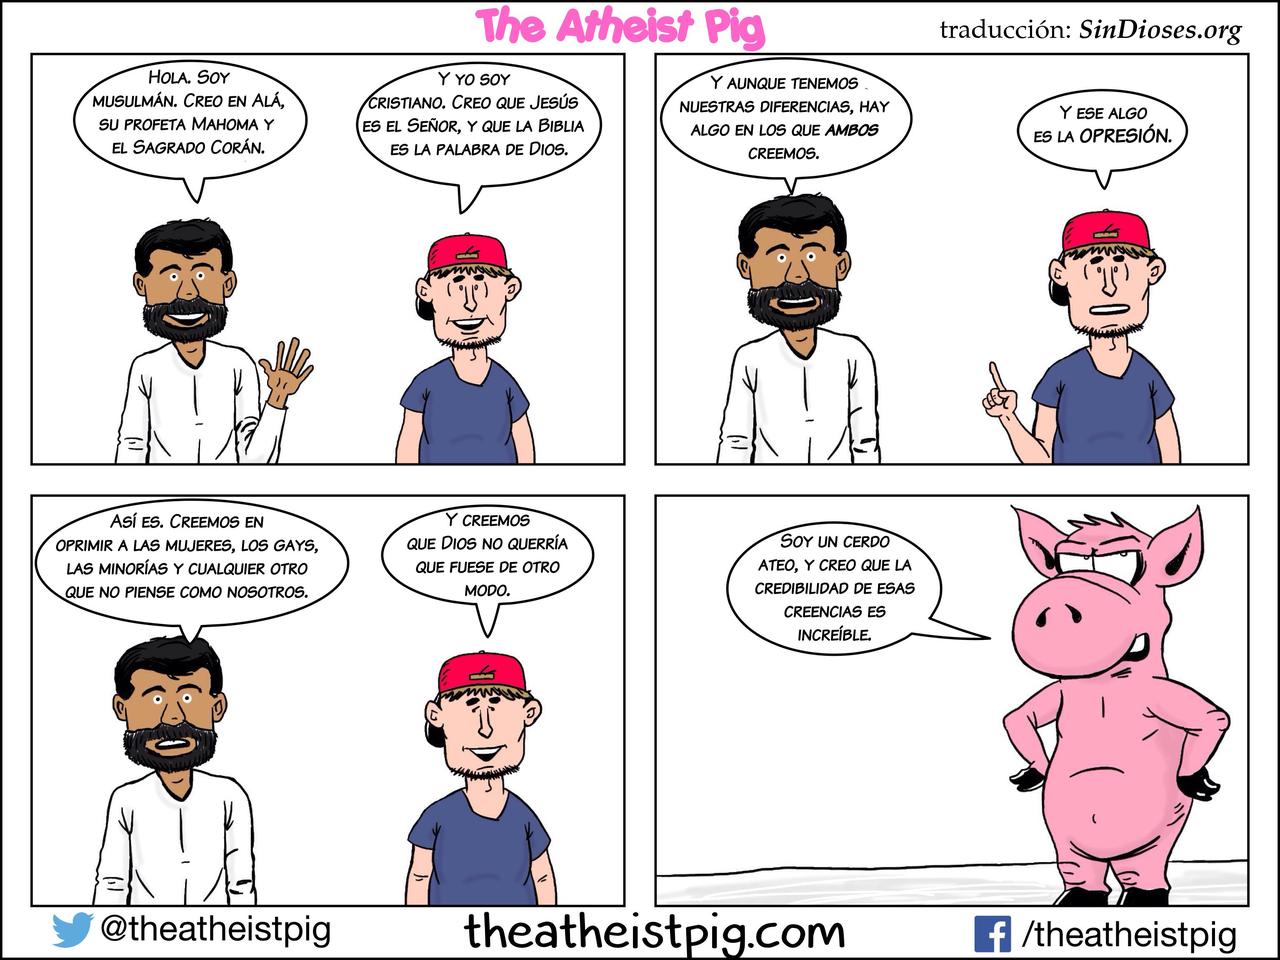 The Atheist Pig
traducción: SinDioses.org
HOLA. SOY
MUSULMÁN. CREO EN ALÁ,
SU PROFETA MAHOMA Y
EL SAGRADO CORÁN.
Y YO SOY
CRISTIANO. CREO QUE JESÚS
ES EL SEÑOR, Y QUE LA BIBLIA
ES LA PALABRA DE DIOS.
Y AUNQUE TENEMOS
NUESTRAS DIFERENCIAS, HAY
ALGO EN LOS QUE AMBOS
CREEMOS.
Y ESE ALGO
ES LA OPRESIÓN.
ASÍ ES. CREEMOS EN
OPRIMIR A LAS MUJERES, LOS GAYS,
LAS MINORÍAS Y CUALQUIER OTRO
QUE NO PIENSE COMO NOSOTROS.
Y CREEMOS
QUE DIOS NO QUERRÍA
QUE FUESE DE OTRO
MODO.
SOY UN CERDO
ATEO, Y CREO QUE LA
CREDIBILIDAD DE ESAS
CREENCIAS ES
INCREÍBLE.
@theatheistpig
theatheistpig.com
/theatheistpig